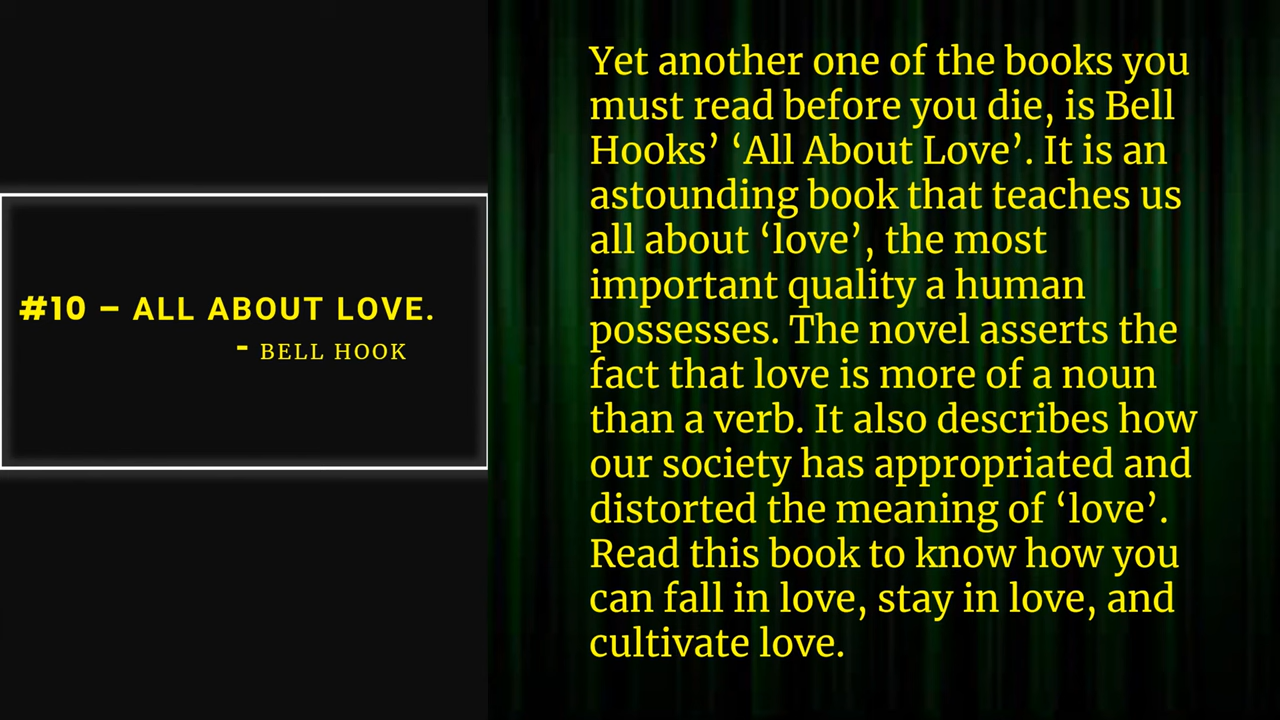 #10 – ALL ABOUT LOVE.
- BELL HOOK
Yet another one of the books you
must read before you die, is Bell
Hooks’ ‘All About Love’. It is an
astounding book that teaches us
all about ‘love’, the most
important quality a human
possesses. The novel asserts the
fact that love is more of a noun
than a verb. It also describes how
our society has appropriated and
distorted the meaning of ‘love’.
Read this book to know how you
can fall in love, stay in love, and
cultivate love.